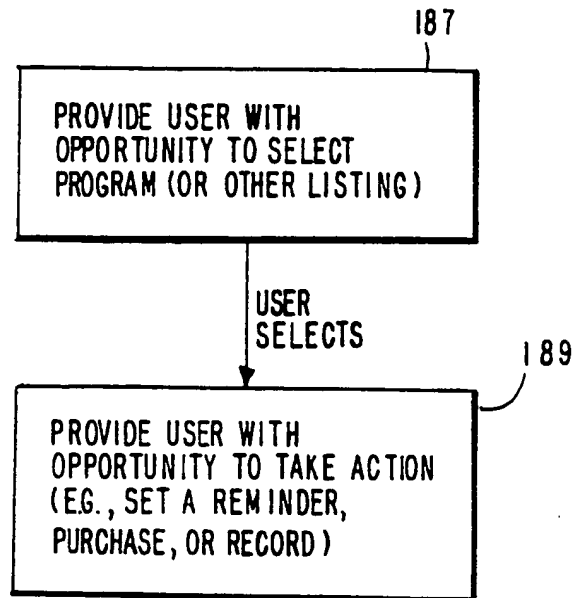 187
PROVIDE USER WITH
OPPORTUNITY TO SELECT
PROGRAM (OR OTHER LISTING)
USER
SELECTS
189
PROVIDE USER WITH
OPPORTUNITY TO TAKE ACTION
(E.G., SET A REMINDER,
PURCHASE, OR RECORD)